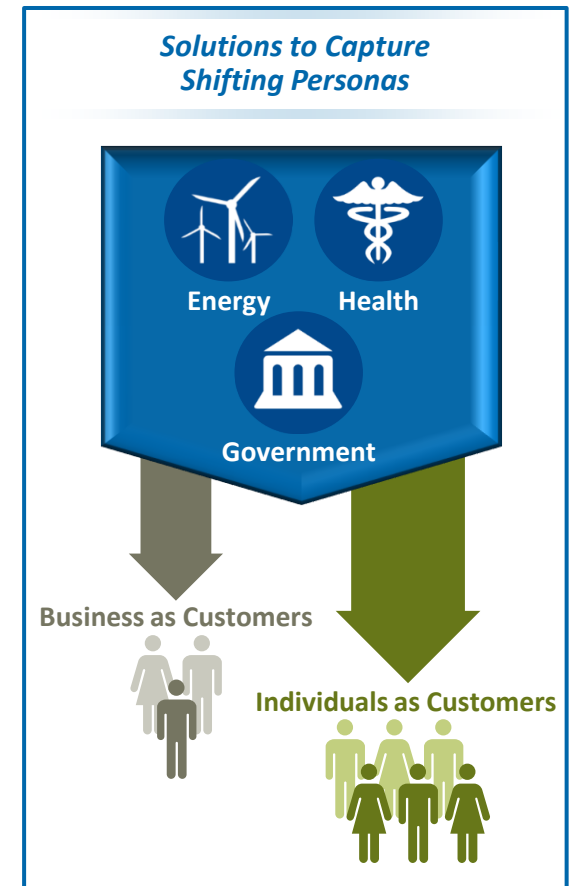 Solutions to Capture
Shifting Personas
Energy
Health
Government
Business as Customers
Individuals as Customers